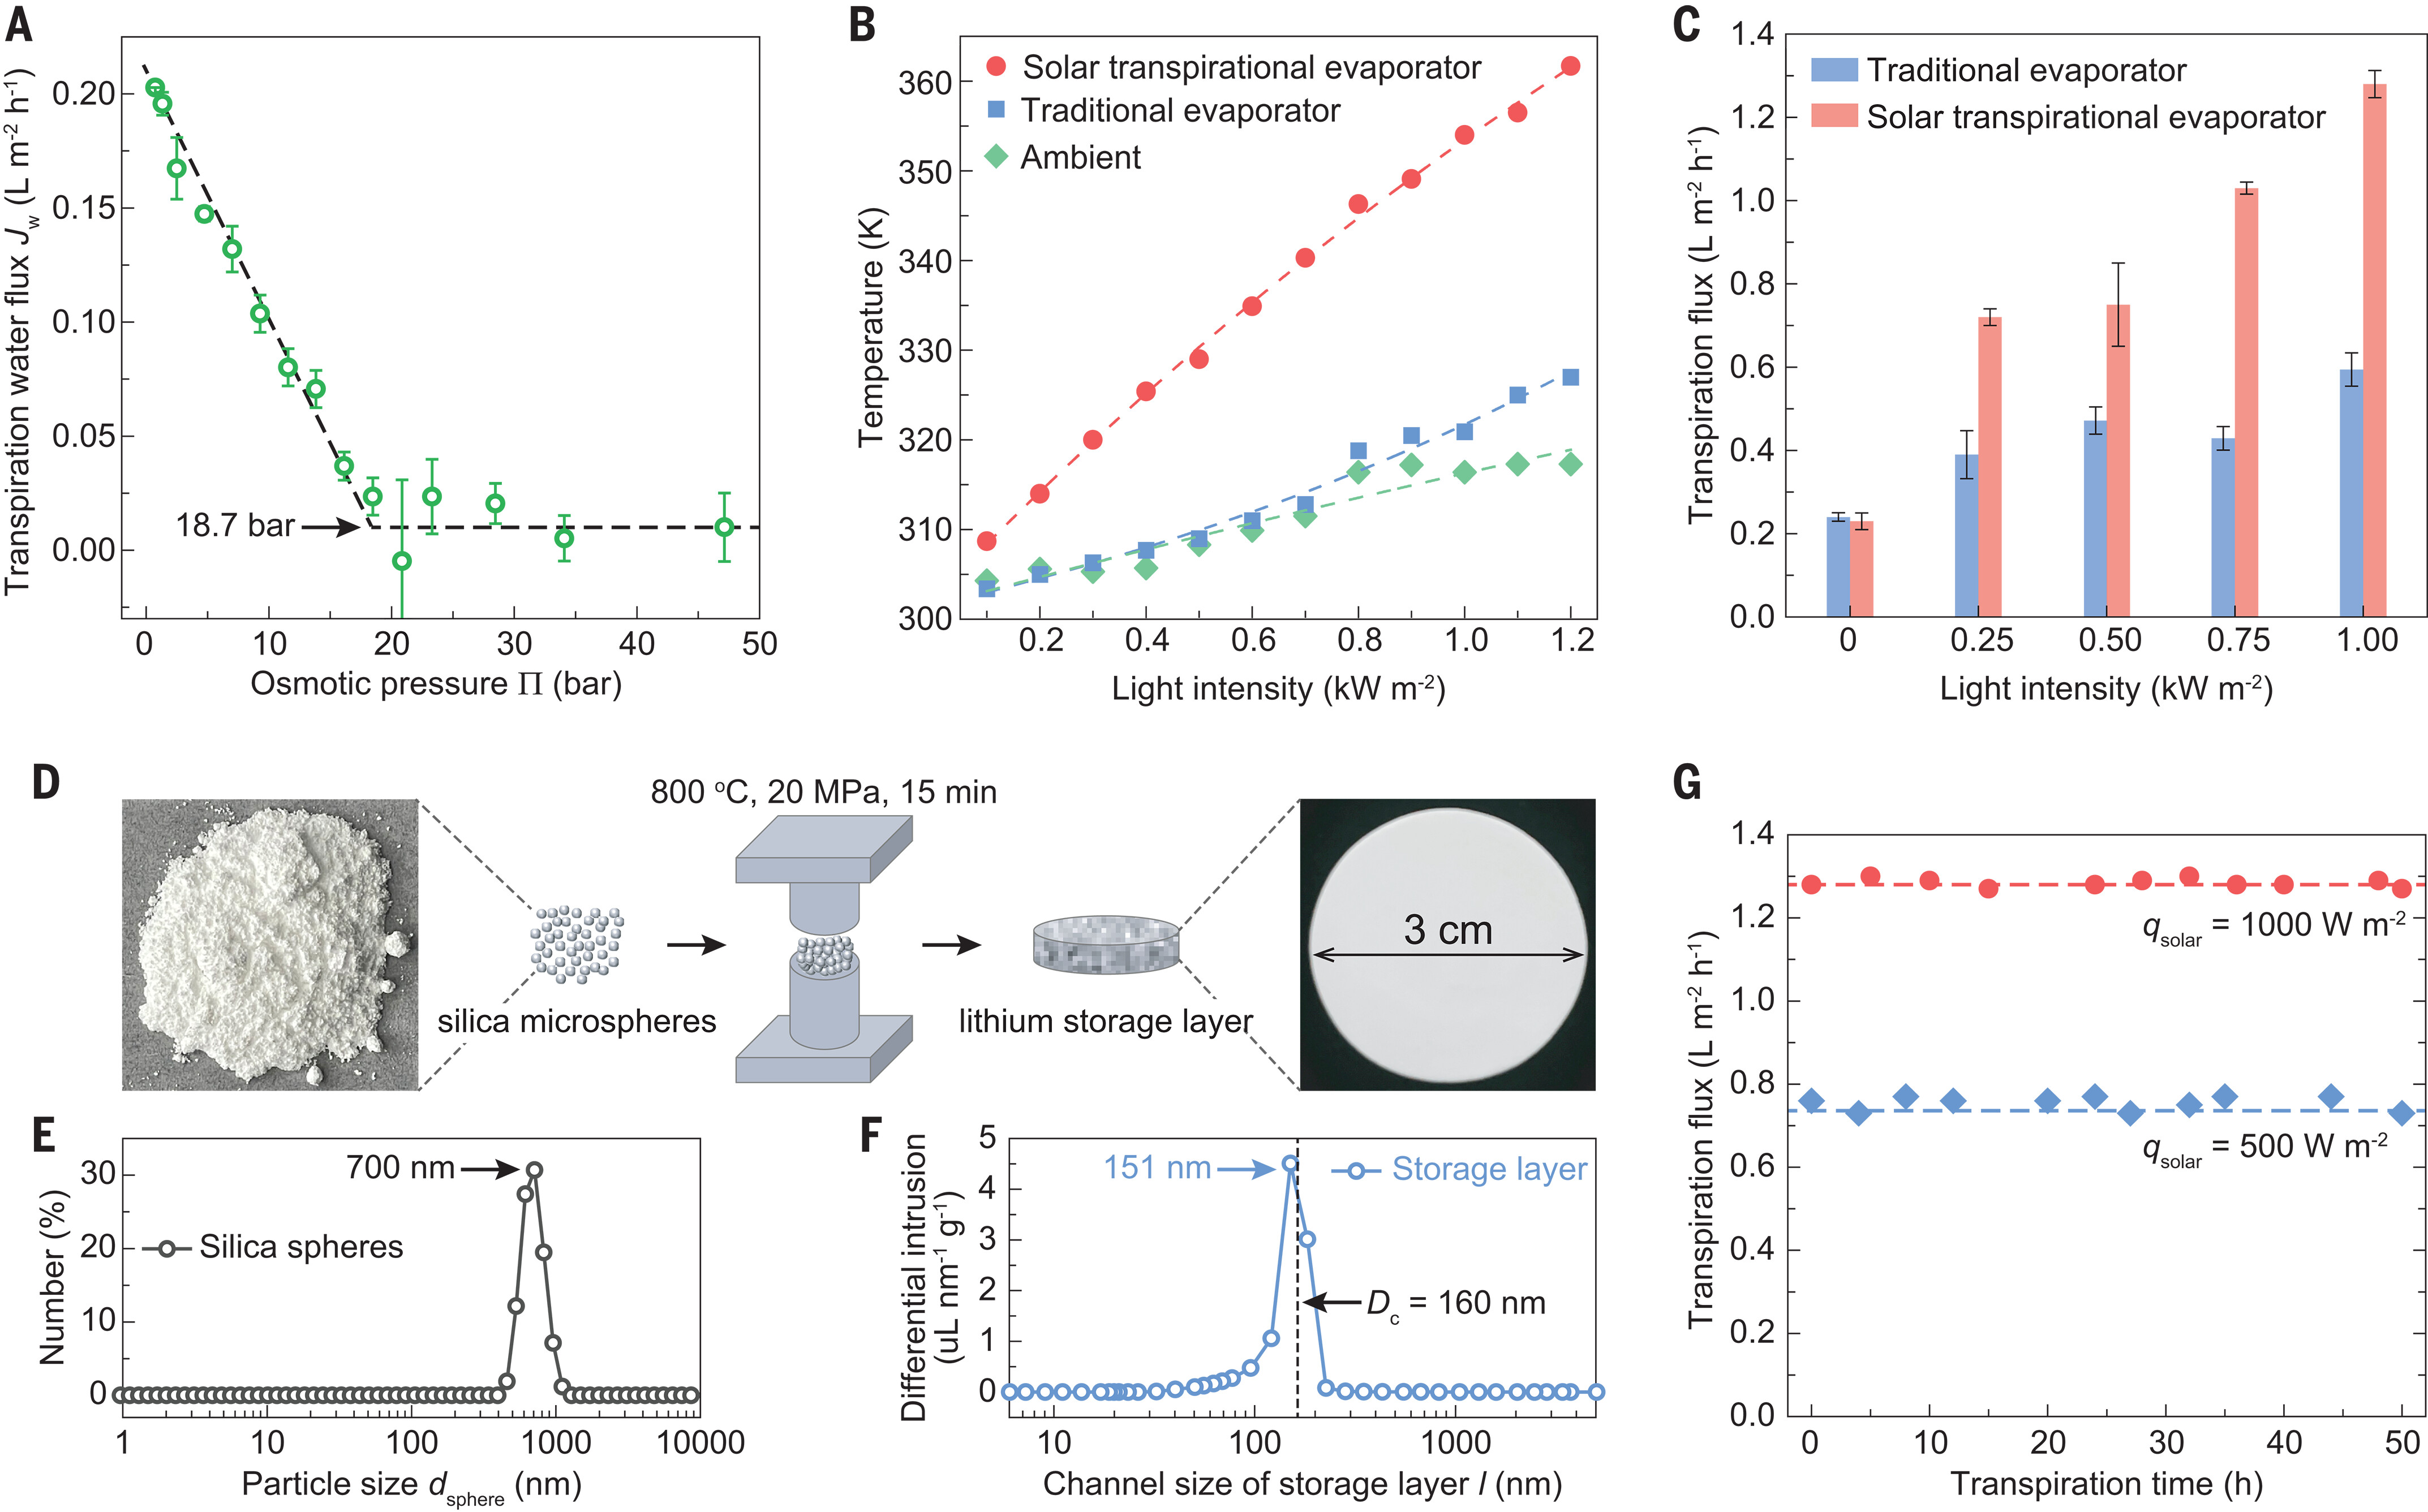 A
Transpiration water flux Jw (L m-2 h-1)
0.20
0.15
0.10
0.05
0.00
18.7 bar
0 10 20 30 40 50
Osmotic pressure Π (bar)
B
Temperature (K)
360
350
340
330
320
310
300
Solar transpirational evaporator
Traditional evaporator
Ambient
0.2 0.4 0.6 0.8 1.0 1.2
Light intensity (kW m-2)
C
Transpiration flux (L m-2 h-1)
1.4
1.2
1.0
0.8
0.6
0.4
0.2
0.0
Traditional evaporator
Solar transpirational evaporator
0 0.25 0.50 0.75 1.00
Light intensity (kW m-2)
D
800 oC, 20 MPa, 15 min
silica microspheres
lithium storage layer
3 cm
E
Number (%)
30
20
10
0
700 nm
Silica spheres
1 10 100 1000 10000
Particle size dsphere (nm)
F
Differential intrusion
(uL nm-1 g-1)
5
4
3
2
1
0
151 nm
Storage layer
Dc = 160 nm
10 100 1000
Channel size of storage layer l (nm)
G
Transpiration flux (L m-2 h-1)
1.4
1.2
1.0
0.8
0.6
0.4
0.2
0.0
qsolar = 1000 W m-2
qsolar = 500 W m-2
0 10 20 30 40 50
Transpiration time (h)